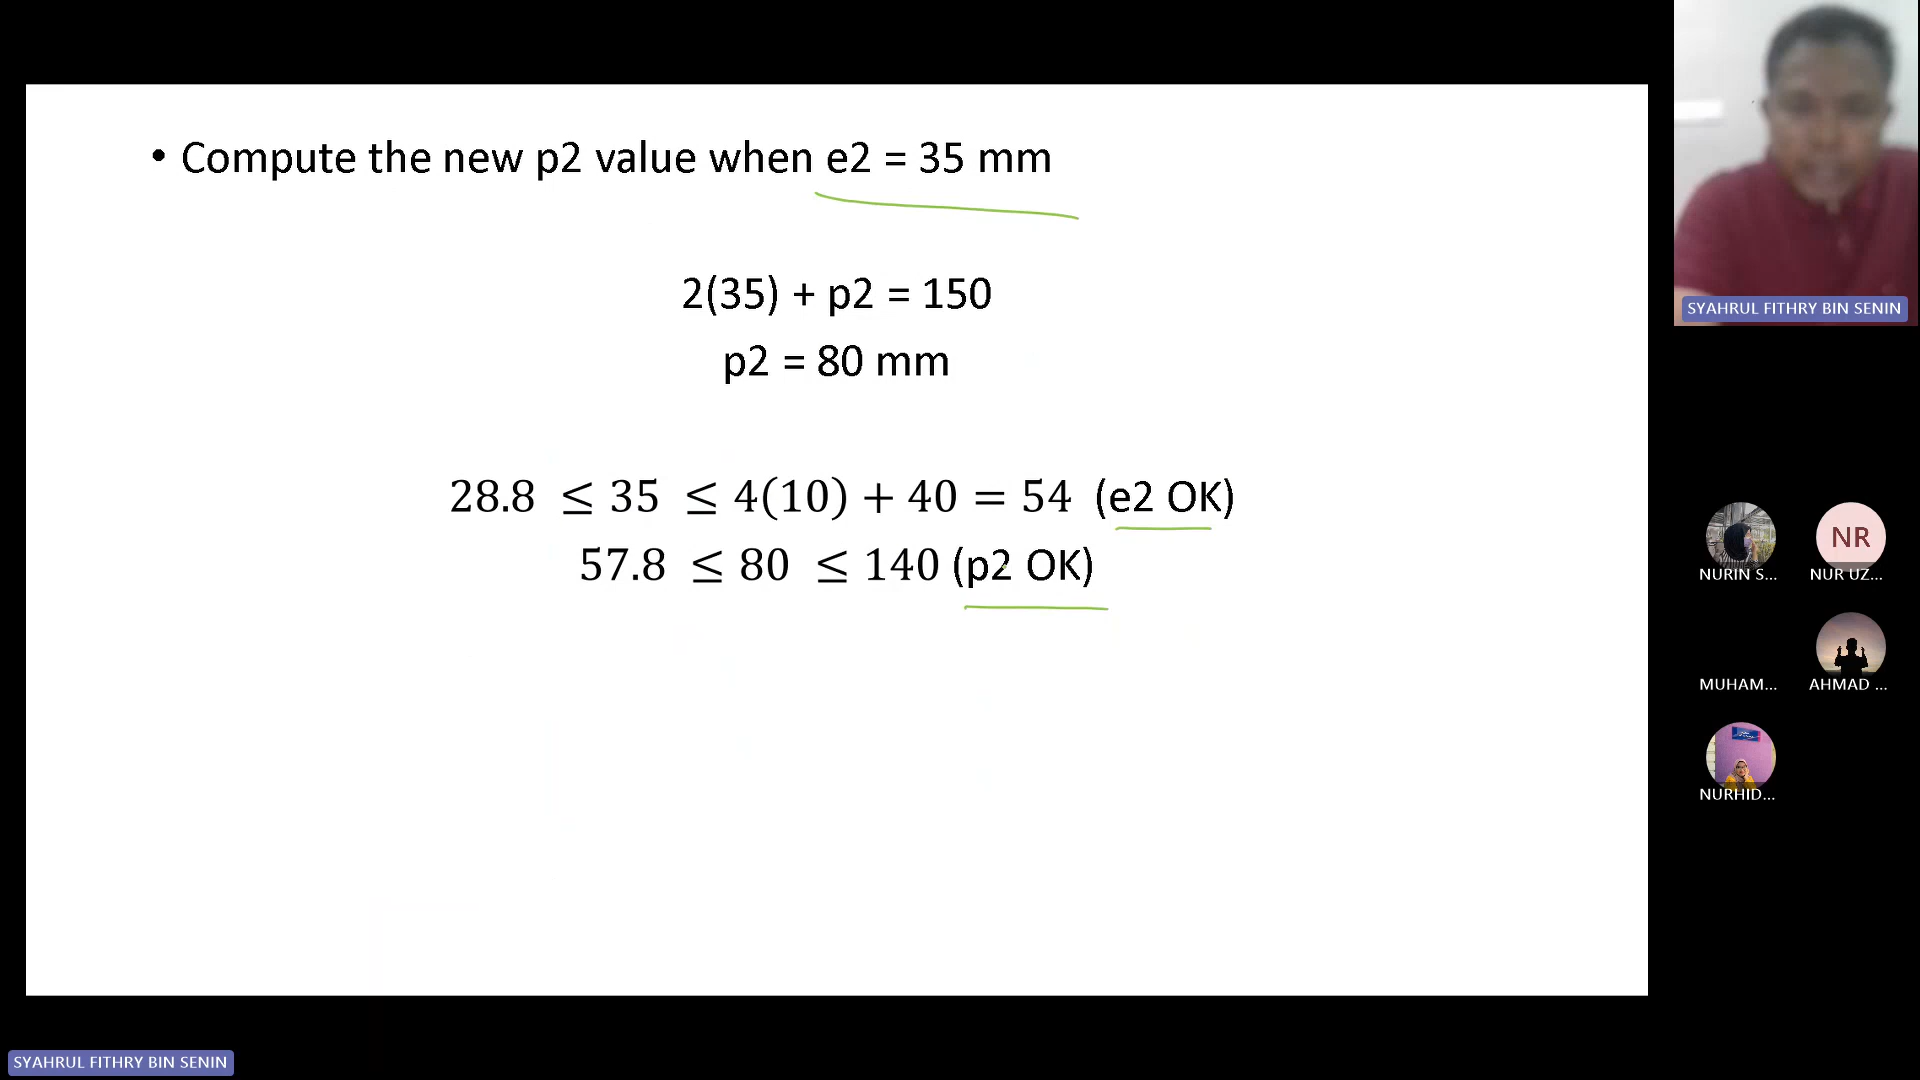 • Compute the new p2 value when e2 = 35 mm
2(35) + p2 = 150
p2 = 80 mm
28.8 ≤ 35 ≤ 4(10) + 40 = 54 (e2 OK)
57.8 ≤ 80 ≤ 140 (p2 OK)
SYAHRUL FITHRY BIN SENIN
NR
NURIN S...
NUR UZ...
MUHAM...
AHMAD ...
NURHID...
SYAHRUL FITHRY BIN SENIN